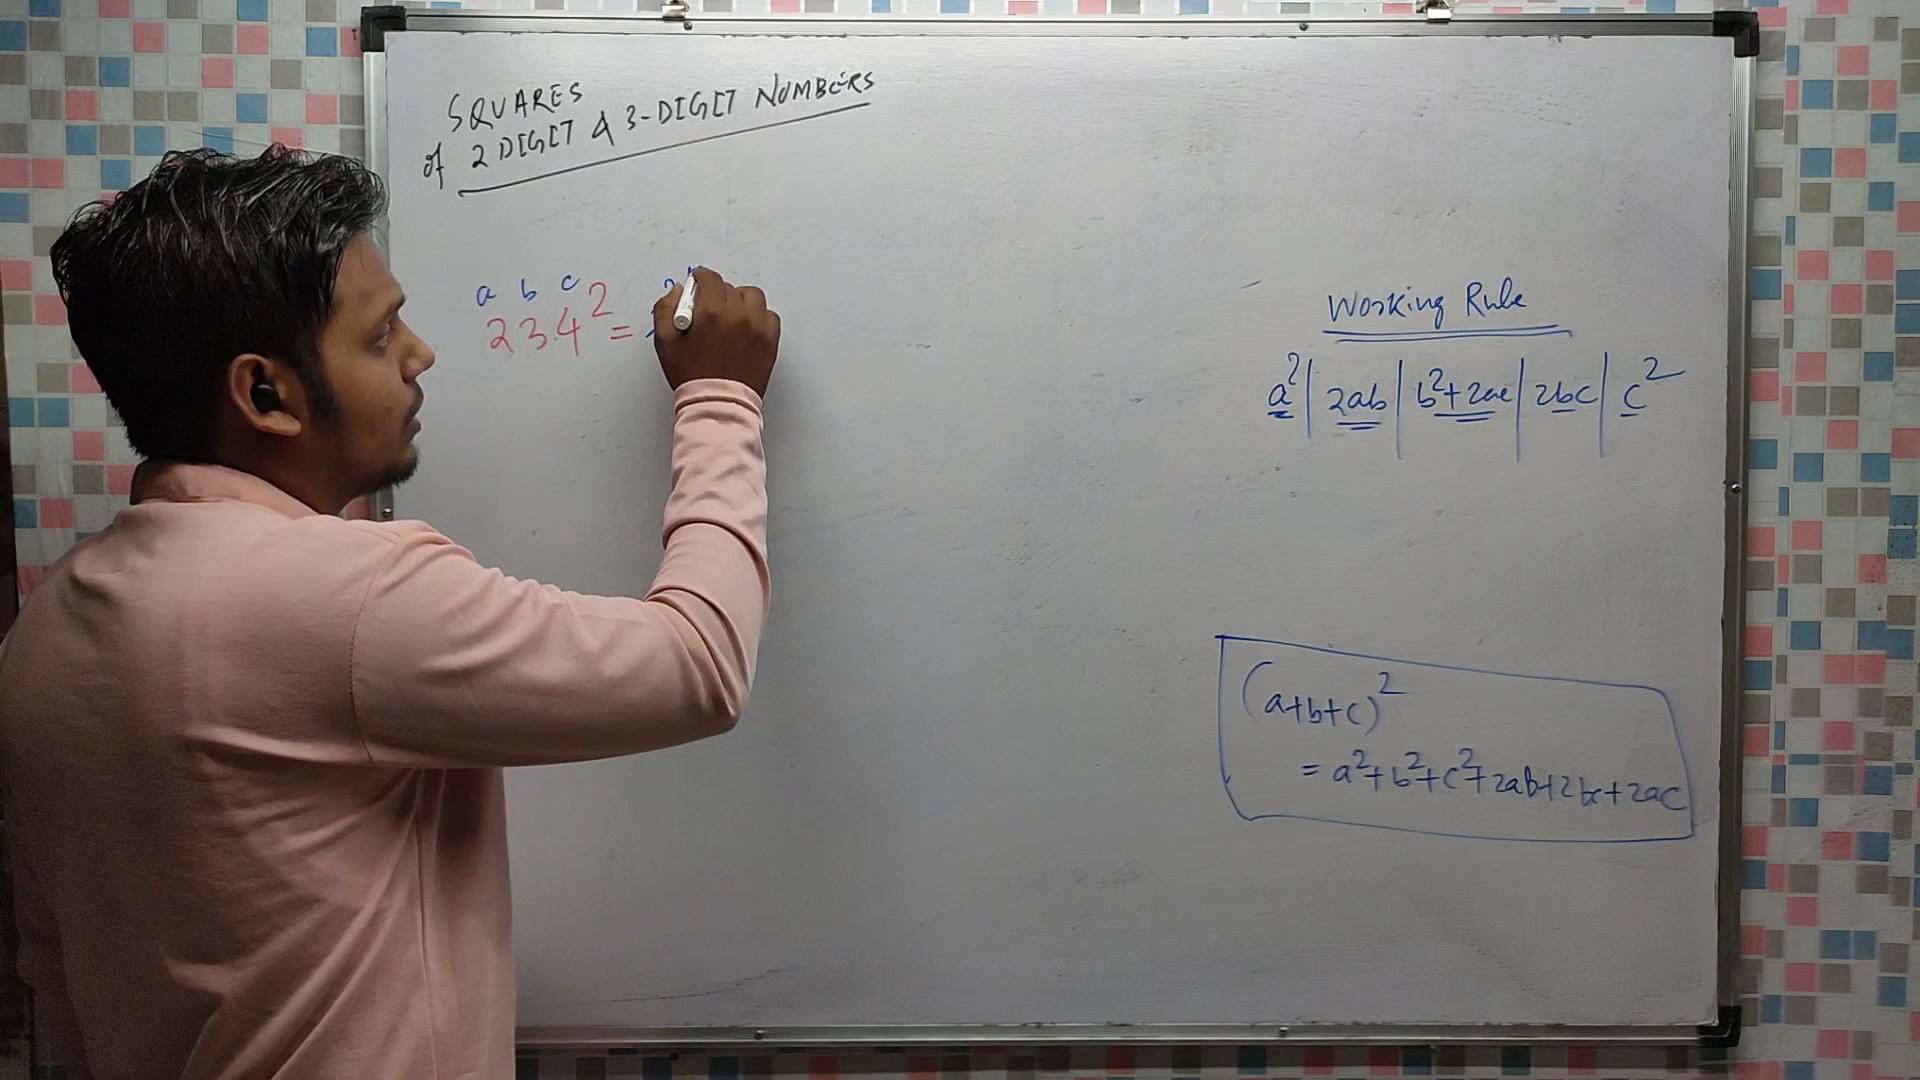 SQUARES
of 2 DIGIT & 3-DIGIT NUMBERS
a b c
234² =
Working Rule
a² | 2ab | b²+2ac | 2bc | c²
(a+b+c)²
= a²+b²+c²+2ab+2bc+2ac